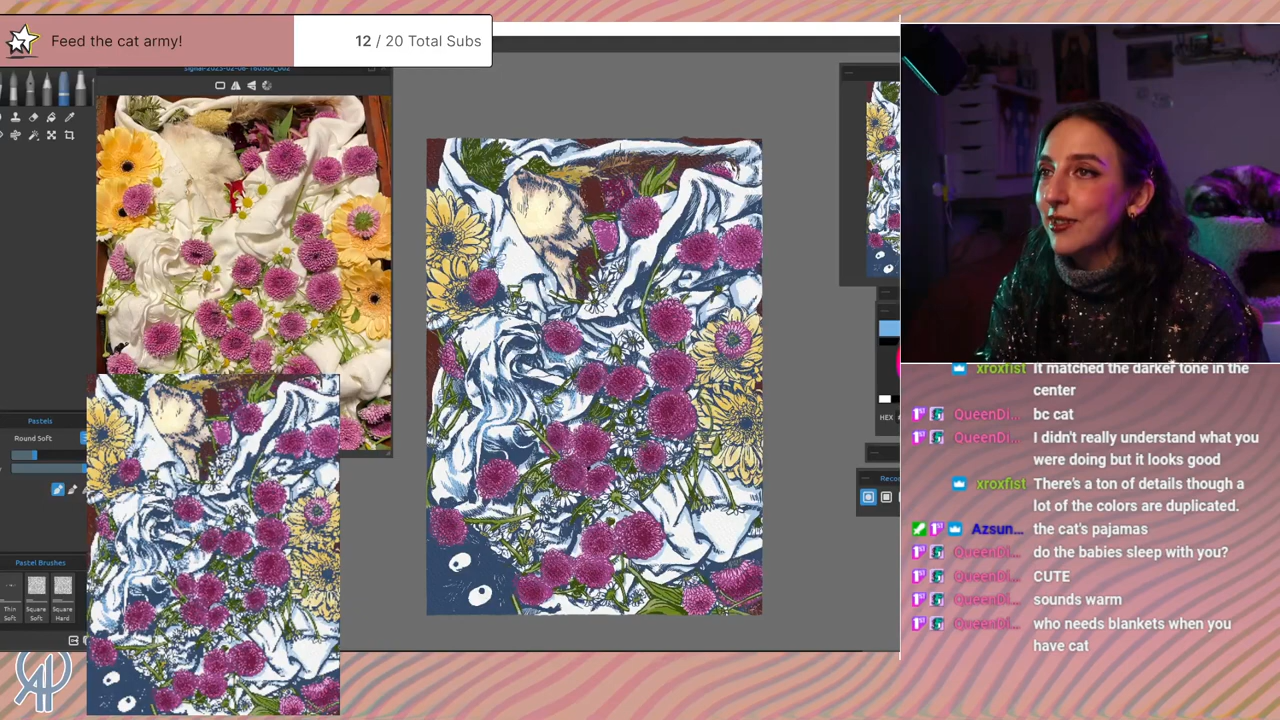 Feed the cat army!
12 / 20 Total Subs
Pastels
Round Soft
Pastel Brushes
Thin Soft
Square Soft
Square Hard
HEX
xroxfist It matched the darker tone in the
center
QueenDi... bc cat
QueenDi... I didn't really understand what you
were doing but it looks good
xroxfist There's a ton of details though a
lot of the colors are duplicated.
Azsun... the cat's pajamas
QueenDi... do the babies sleep with you?
QueenDi... CUTE
QueenDi... sounds warm
QueenDi... who needs blankets when you
have cat